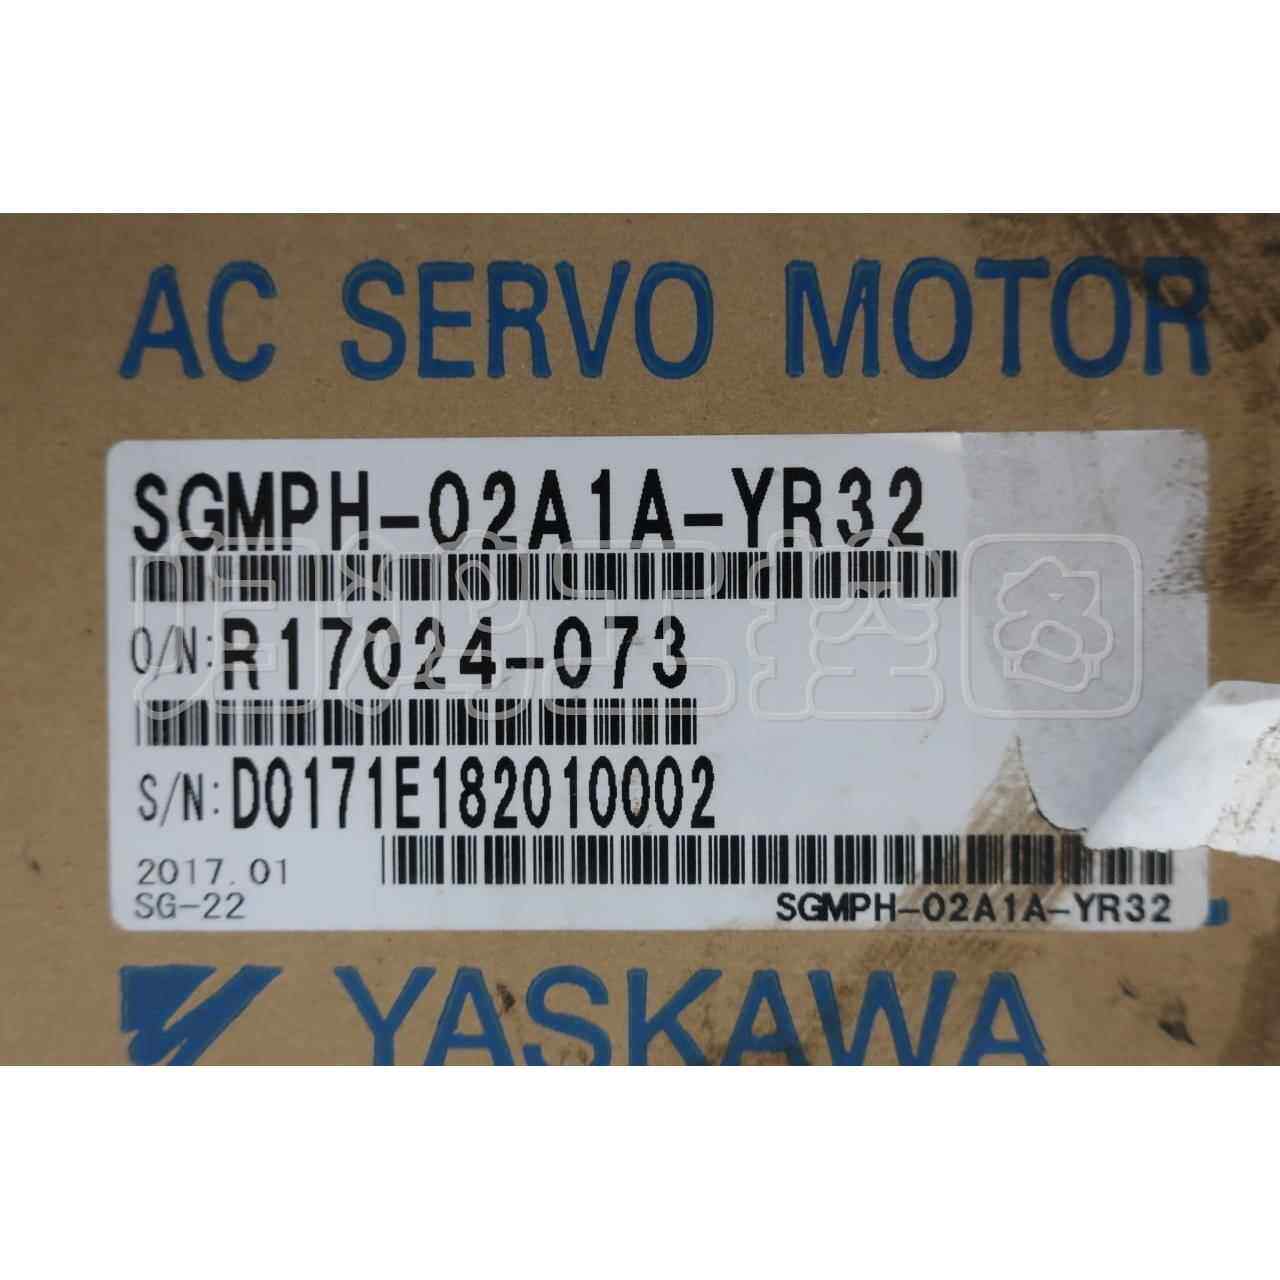 AC SERVO MOTOR
SGMPH-02A1A-YR32
O/N: R17024-073
S/N: D0171E182010002
2017.01
SG-22
SGMPH-02A1A-YR32
YASKAWA